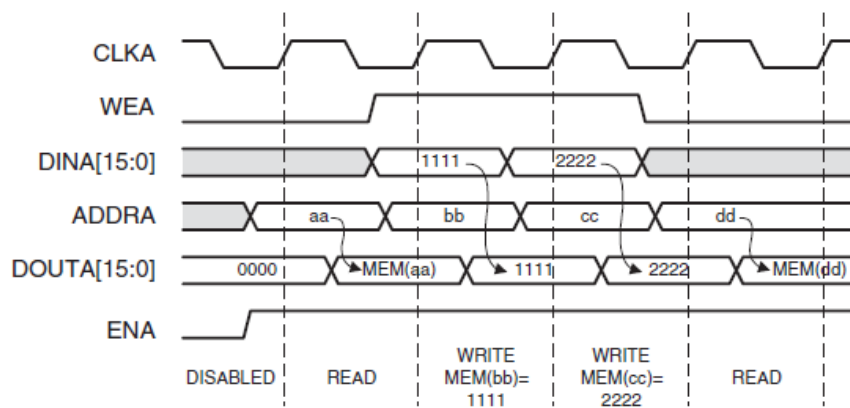 CLKA
WEA
DINA[15:0] 1111 2222
ADDRA aa bb cc dd
DOUTA[15:0] 0000 MEM(aa) 1111 2222 MEM(dd)
ENA
DISABLED READ WRITE MEM(bb)= 1111 WRITE MEM(cc)= 2222 READ